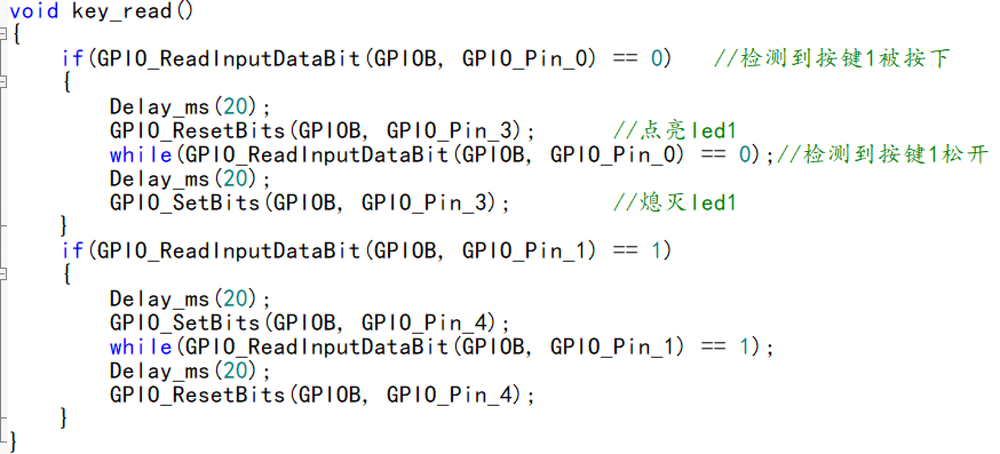 void key_read()
{
    if(GPIO_ReadInputDataBit(GPIOB, GPIO_Pin_0) == 0)   //检测到按键1被按下
    {
        Delay_ms(20);
        GPIO_ResetBits(GPIOB, GPIO_Pin_3);      //点亮led1
        while(GPIO_ReadInputDataBit(GPIOB, GPIO_Pin_0) == 0);//检测到按键1松开
        Delay_ms(20);
        GPIO_SetBits(GPIOB, GPIO_Pin_3);        //熄灭led1
    }
    if(GPIO_ReadInputDataBit(GPIOB, GPIO_Pin_1) == 1)
    {
        Delay_ms(20);
        GPIO_SetBits(GPIOB, GPIO_Pin_4);
        while(GPIO_ReadInputDataBit(GPIOB, GPIO_Pin_1) == 1);
        Delay_ms(20);
        GPIO_ResetBits(GPIOB, GPIO_Pin_4);
    }
}